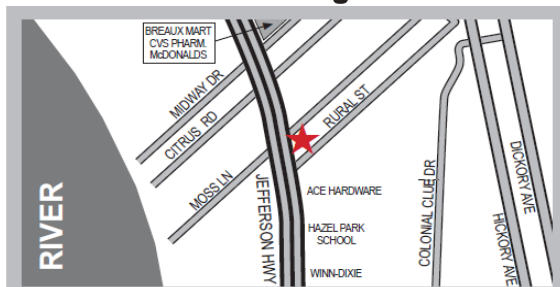 BREAUX MART
CVS PHARM.
McDONALDS
MIDWAY DR
CITRUS RD
RURAL ST
MOSS LN
JEFFERSON HWY
ACE HARDWARE
HAZEL PARK
SCHOOL
WINN-DIXIE
COLONIAL CLUE DR
HICKORY AVE
DICKORY AVE
RIVER